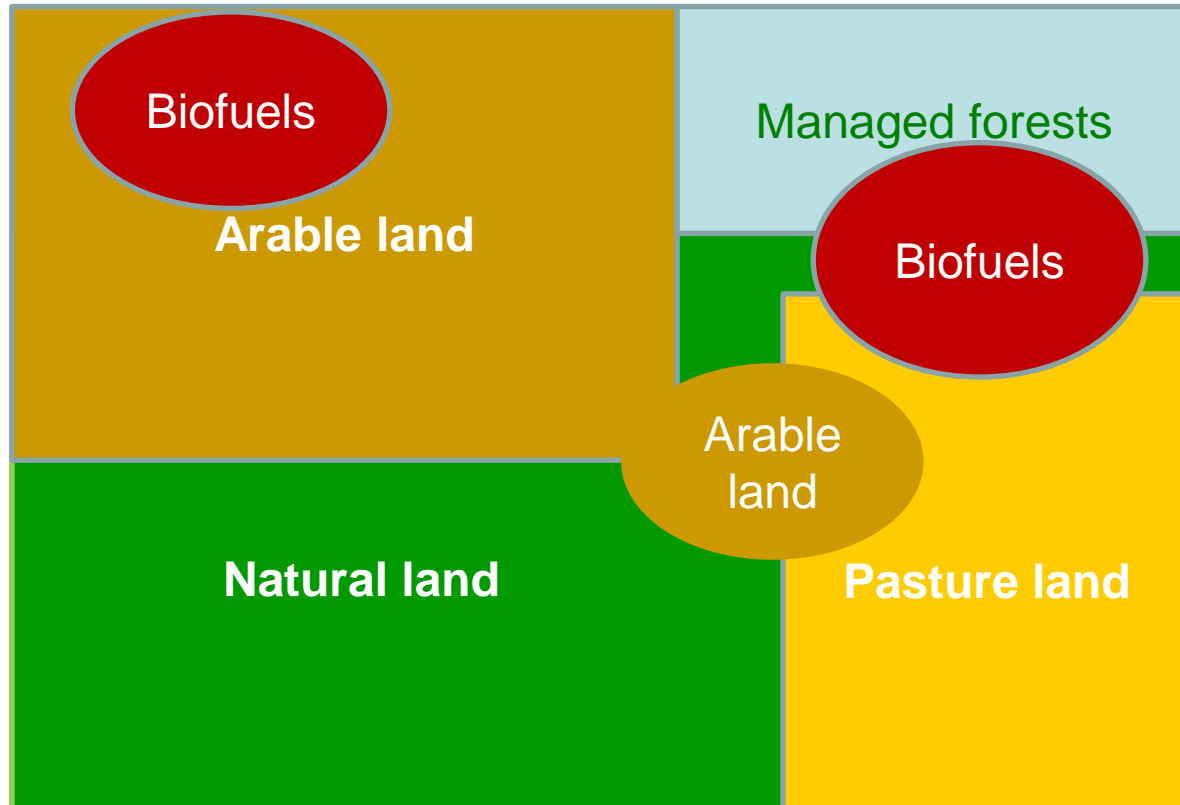 Biofuels
Managed forests
Arable land
Biofuels
Arable
land
Natural land
Pasture land